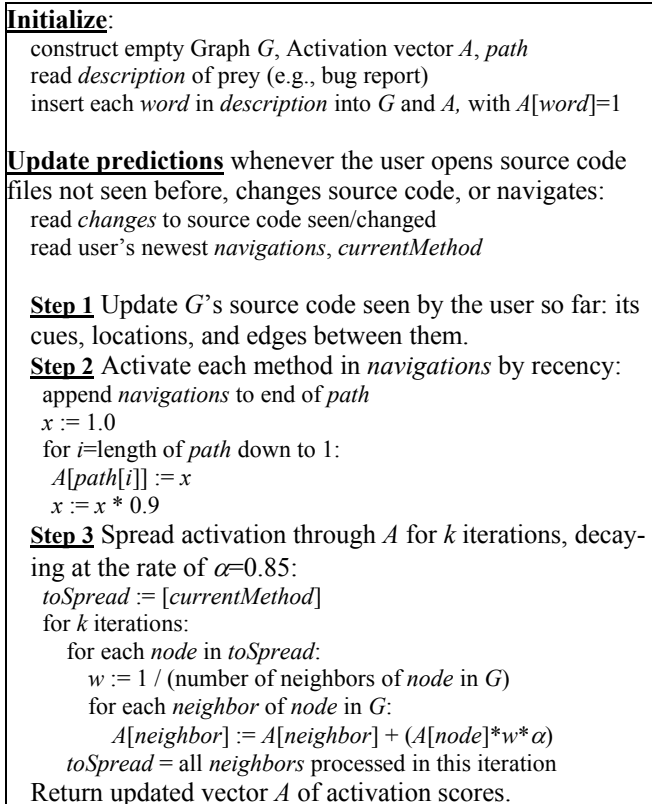 Initialize:
construct empty Graph G, Activation vector A, path
read description of prey (e.g., bug report)
insert each word in description into G and A, with A[word]=1
Update predictions whenever the user opens source code
files not seen before, changes source code, or navigates:
read changes to source code seen/changed
read user's newest navigations, currentMethod
Step 1 Update G's source code seen by the user so far: its
cues, locations, and edges between them.
Step 2 Activate each method in navigations by recency:
append navigations to end of path
x := 1.0
for i=length of path down to 1:
A[path[i]] := x
x := x * 0.9
Step 3 Spread activation through A for k iterations, decay-
ing at the rate of α=0.85:
toSpread := [currentMethod]
for k iterations:
for each node in toSpread:
w := 1 / (number of neighbors of node in G)
for each neighbor of node in G:
A[neighbor] := A[neighbor] + (A[node]*w*α)
toSpread = all neighbors processed in this iteration
Return updated vector A of activation scores.